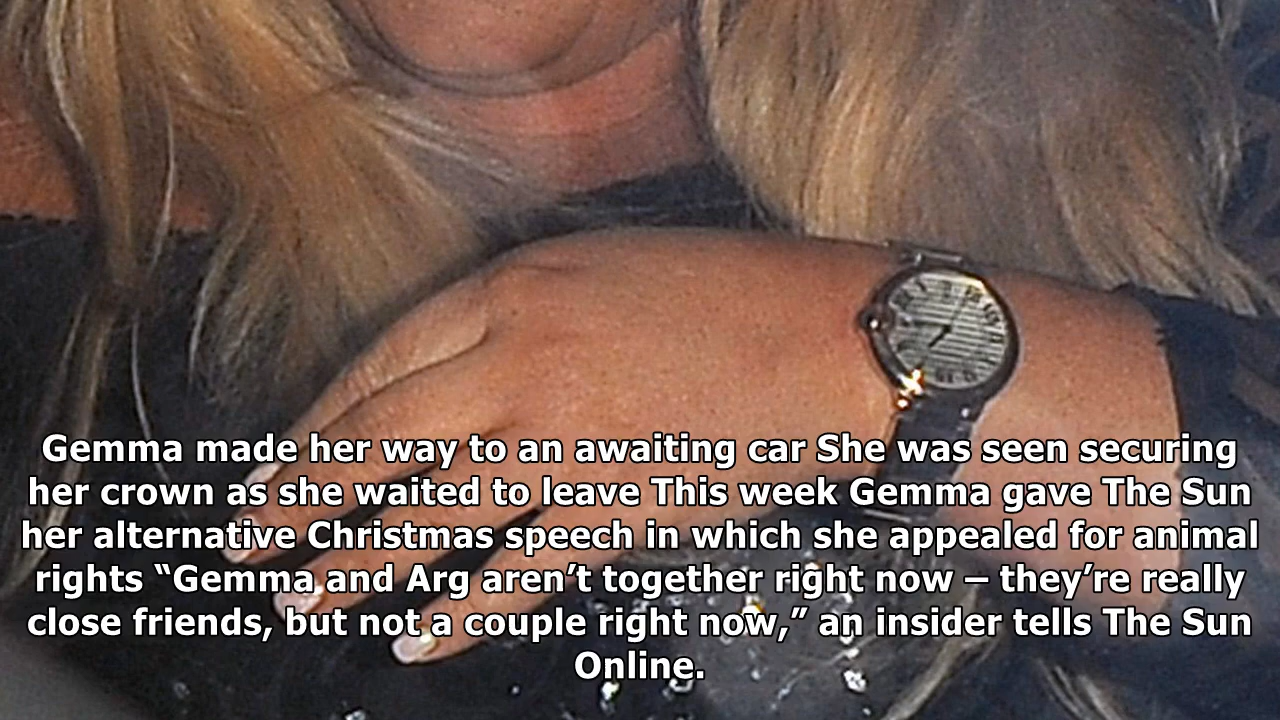 Gemma made her way to an awaiting car She was seen securing
her crown as she waited to leave This week Gemma gave The Sun
her alternative Christmas speech in which she appealed for animal
rights “Gemma and Arg aren’t together right now – they’re really
close friends, but not a couple right now,” an insider tells The Sun
Online.